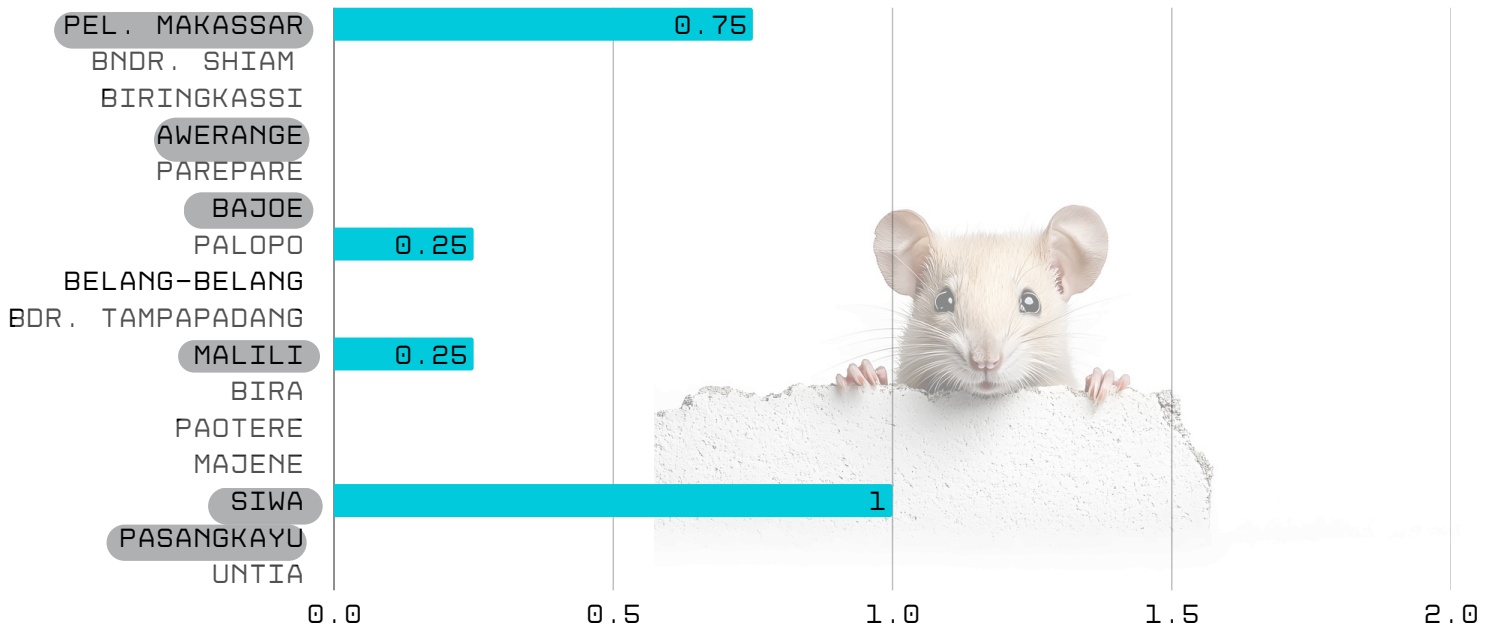 PEL. MAKASSAR 0.75
BNDR. SHIAM
BIRINGKASSI
AWERANGE
PAREPARE
BAJOE
PALOPO 0.25
BELANG-BELANG
BDR. TAMPAPADANG
MALILI 0.25
BIRA
PAOTERE
MAJENE
SIWA 1
PASANGKAYU
UNTIA
0.0 0.5 1.0 1.5 2.0